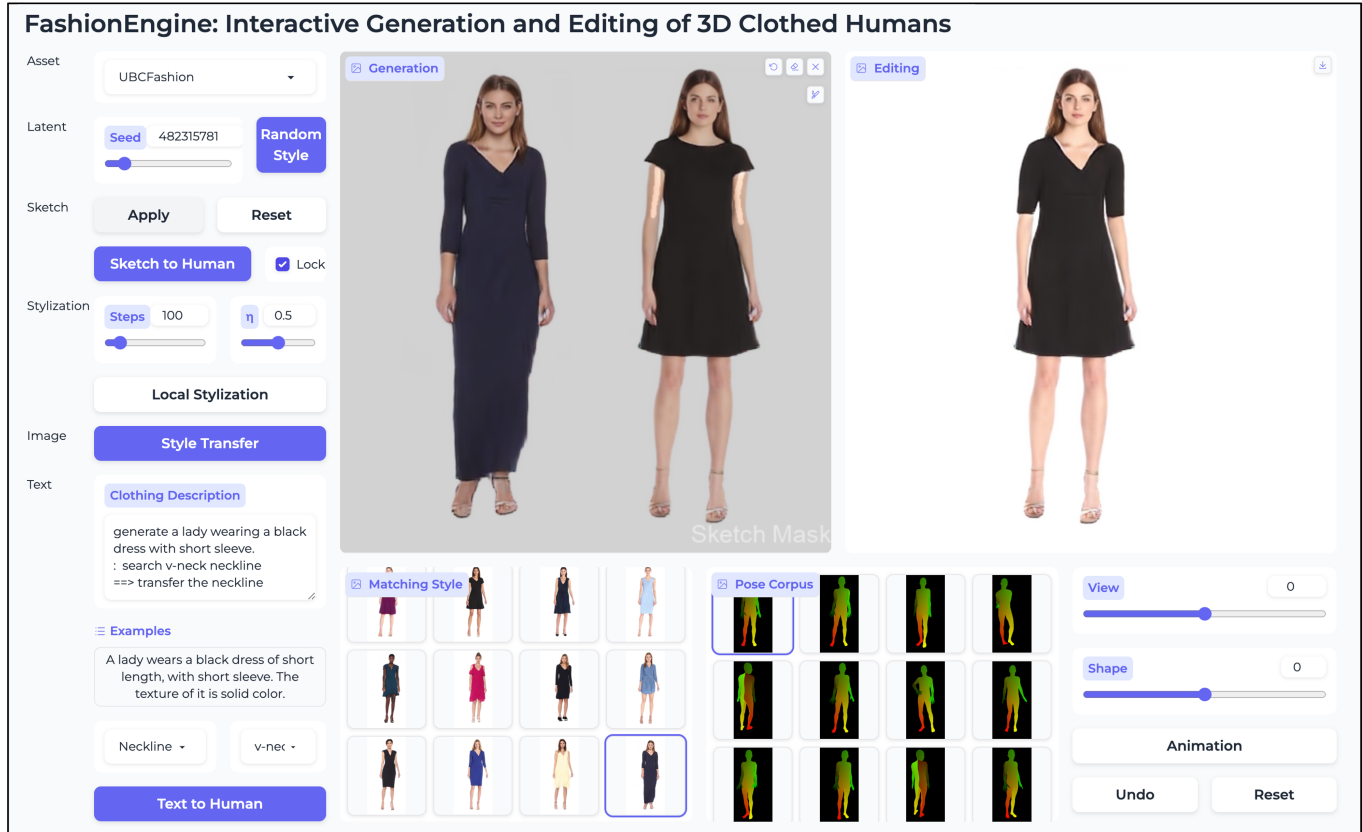 FashionEngine: Interactive Generation and Editing of 3D Clothed Humans
Asset
UBCFashion
Latent
Seed 482315781
Random
Style
Sketch
Apply
Reset
Sketch to Human
Lock
Stylization
Steps 100
η 0.5
Local Stylization
Image
Style Transfer
Text
Clothing Description
generate a lady wearing a black
dress with short sleeve.
: search v-neck neckline
==> transfer the neckline
Examples
A lady wears a black dress of short
length, with short sleeve. The
texture of it is solid color.
Neckline
v-nec
Text to Human
Generation
Sketch Mask
Editing
Matching Style
Pose Corpus
View 0
Shape 0
Animation
Undo
Reset